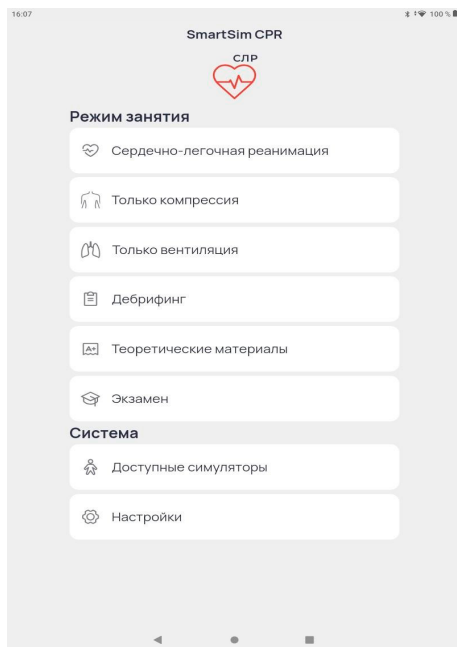 16:07
100 %
SmartSim CPR
СЛР
Режим занятия
Сердечно-легочная реанимация
Только компрессия
Только вентиляция
Дебрифинг
A+
Теоретические материалы
Экзамен
Система
Доступные симуляторы
Настройки